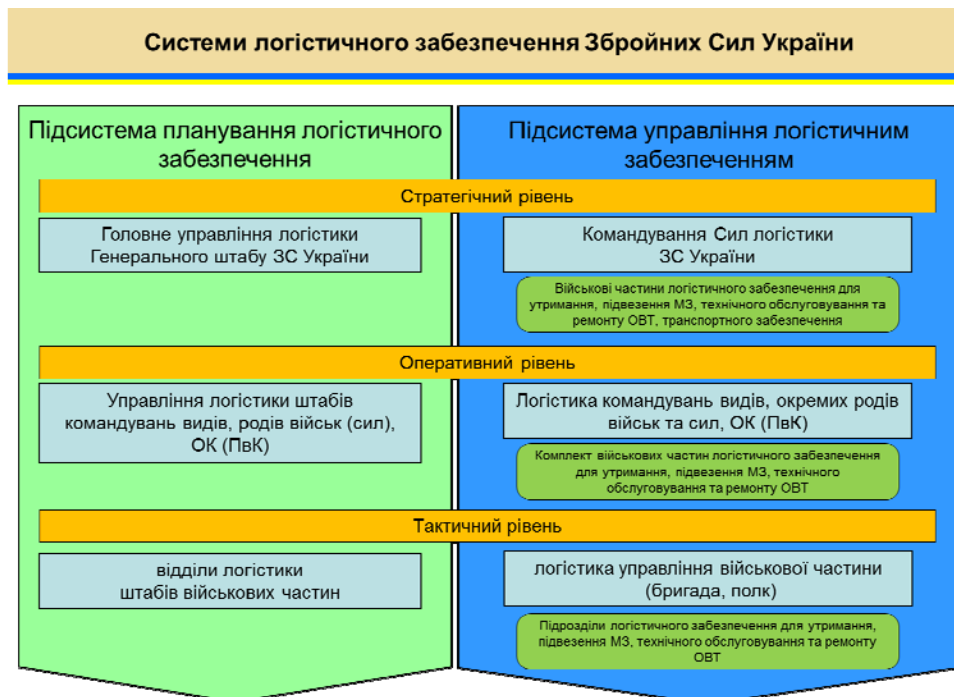 Системи логістичного забезпечення Збройних Сил України
Підсистема планування логістичного
забезпечення
Підсистема управління логістичним
забезпеченням
Стратегічний рівень
Головне управління логістики
Генерального штабу ЗС України
Командування Сил логістики
ЗС України
Військові частини логістичного забезпечення для
утримання, підвезення МЗ, технічного обслуговування та
ремонту ОВТ, транспортного забезпечення
Оперативний рівень
Управління логістики штабів
командувань видів, родів військ (сил),
ОК (ПвК)
Логістика командувань видів, окремих родів
військ та сил, ОК (ПвК)
Комплект військових частин логістичного забезпечення
для утримання, підвезення МЗ, технічного
обслуговування та ремонту ОВТ
Тактичний рівень
відділи логістики
штабів військових частин
логістика управління військової частини
(бригада, полк)
Підрозділи логістичного забезпечення для утримання,
підвезення МЗ, технічного обслуговування та ремонту
ОВТ